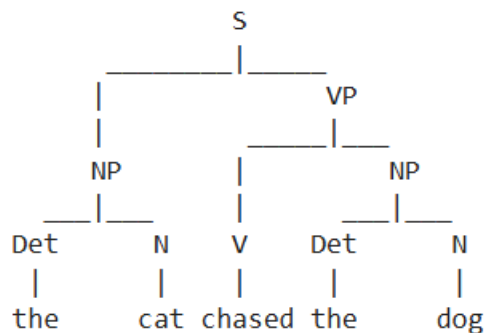 S
VP
NP NP
Det N V Det N
the cat chased the dog